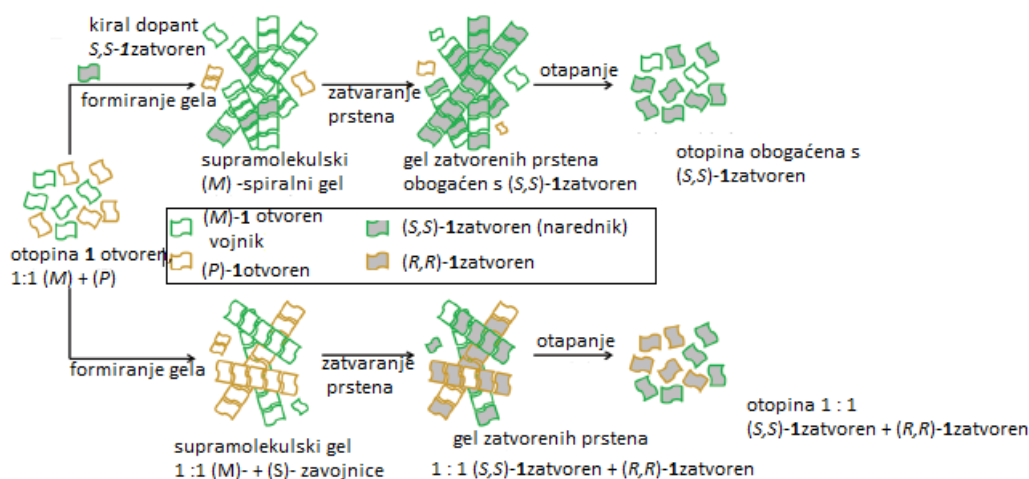 kiral dopant
S,S-1zatvoren
formiranje gela
supramolekulski
(M) -spiralni gel
zatvaranje
prstena
gel zatvorenih prstena
obogaćen s (S,S)-1zatvoren
otapanje
otopina obogaćena s
(S,S)-1zatvoren
otopina 1 otvoren,
1:1 (M) + (P)
(M)-1 otvoren
vojnik
(P)-1otvoren
(S,S)-1zatvoren (narednik)
(R,R)-1zatvoren
formiranje gela
supramolekulski gel
1 :1 (M)- + (S)- zavojnice
zatvaranje
prstena
gel zatvorenih prstena
1 : 1 (S,S)-1zatvoren + (R,R)-1zatvoren
otapanje
otopina 1 : 1
(S,S)-1zatvoren + (R,R)-1zatvoren